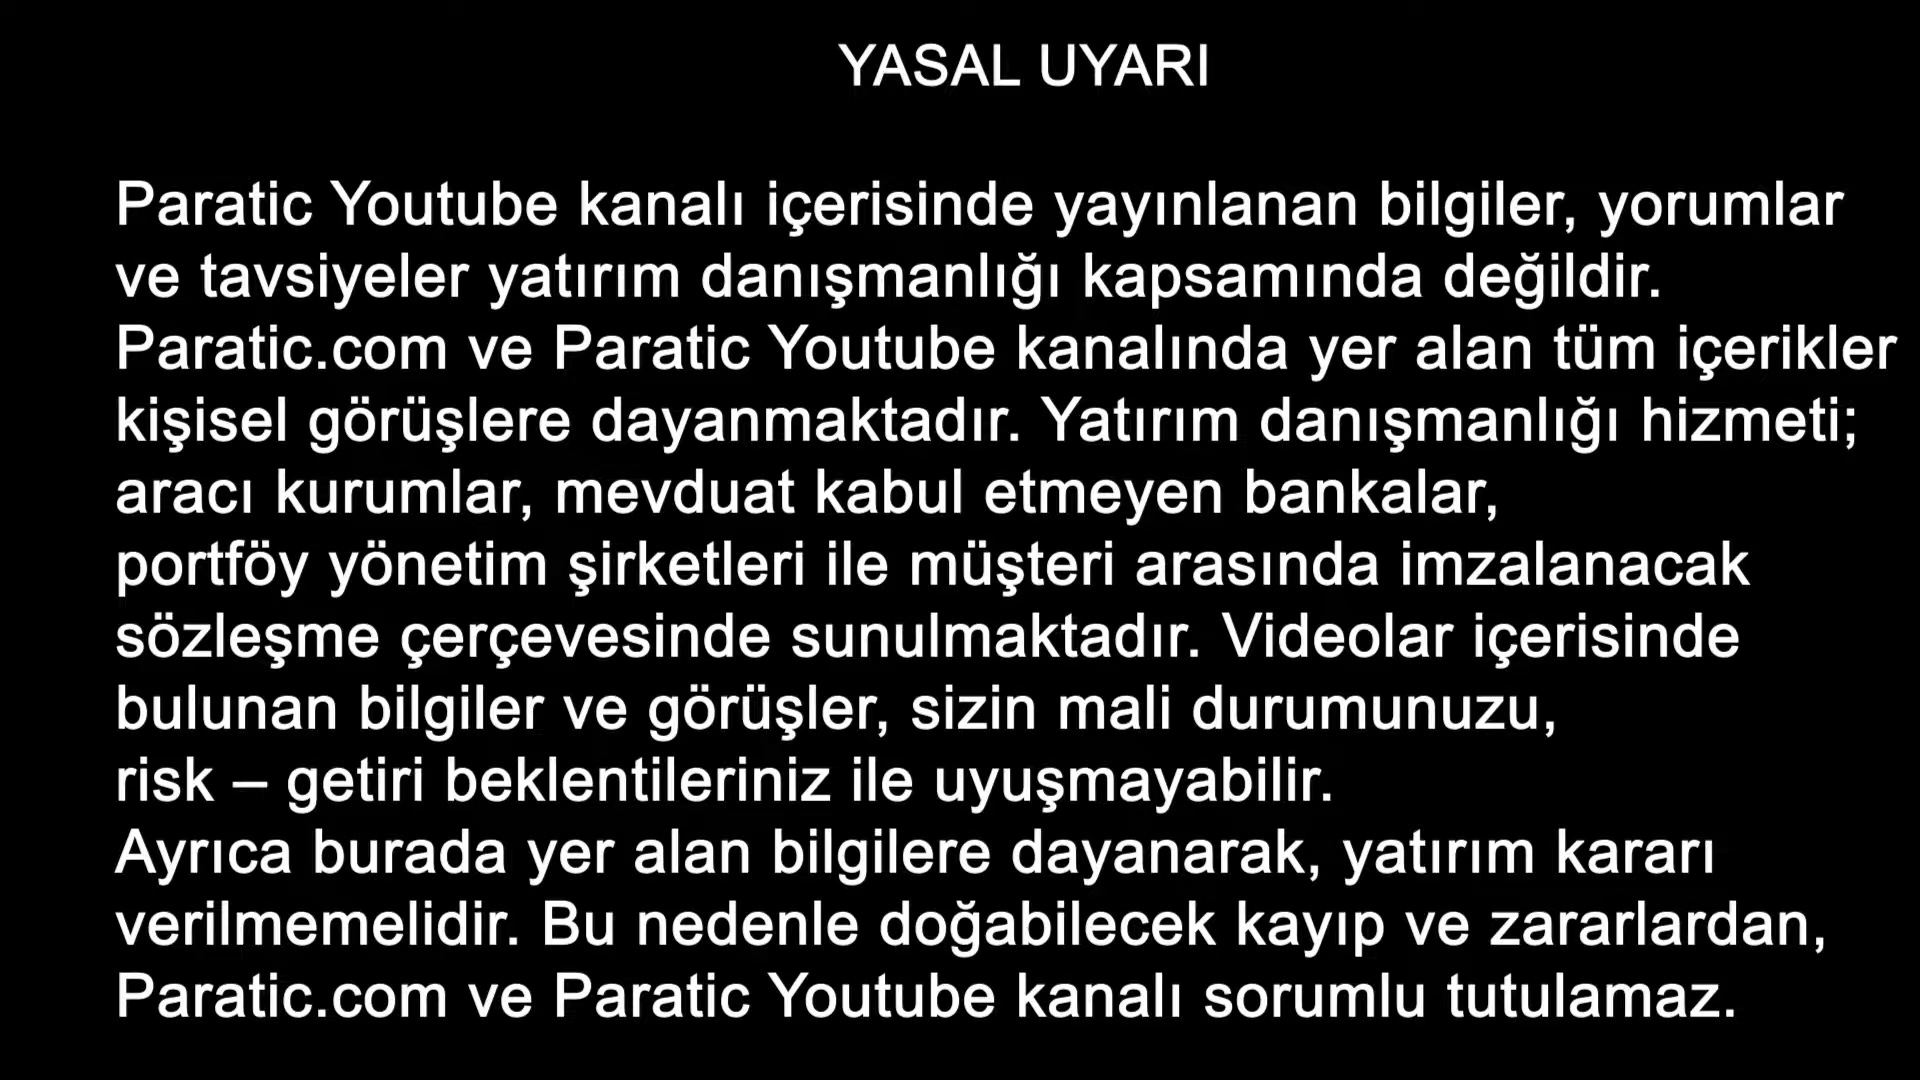 YASAL UYARI
Paratic Youtube kanalı içerisinde yayınlanan bilgiler, yorumlar
ve tavsiyeler yatırım danışmanlığı kapsamında değildir.
Paratic.com ve Paratic Youtube kanalında yer alan tüm içerikler
kişisel görüşlere dayanmaktadır. Yatırım danışmanlığı hizmeti;
aracı kurumlar, mevduat kabul etmeyen bankalar,
portföy yönetim şirketleri ile müşteri arasında imzalanacak
sözleşme çerçevesinde sunulmaktadır. Videolar içerisinde
bulunan bilgiler ve görüşler, sizin mali durumunuzu,
risk – getiri beklentileriniz ile uyuşmayabilir.
Ayrıca burada yer alan bilgilere dayanarak, yatırım kararı
verilmemelidir. Bu nedenle doğabilecek kayıp ve zararlardan,
Paratic.com ve Paratic Youtube kanalı sorumlu tutulamaz.